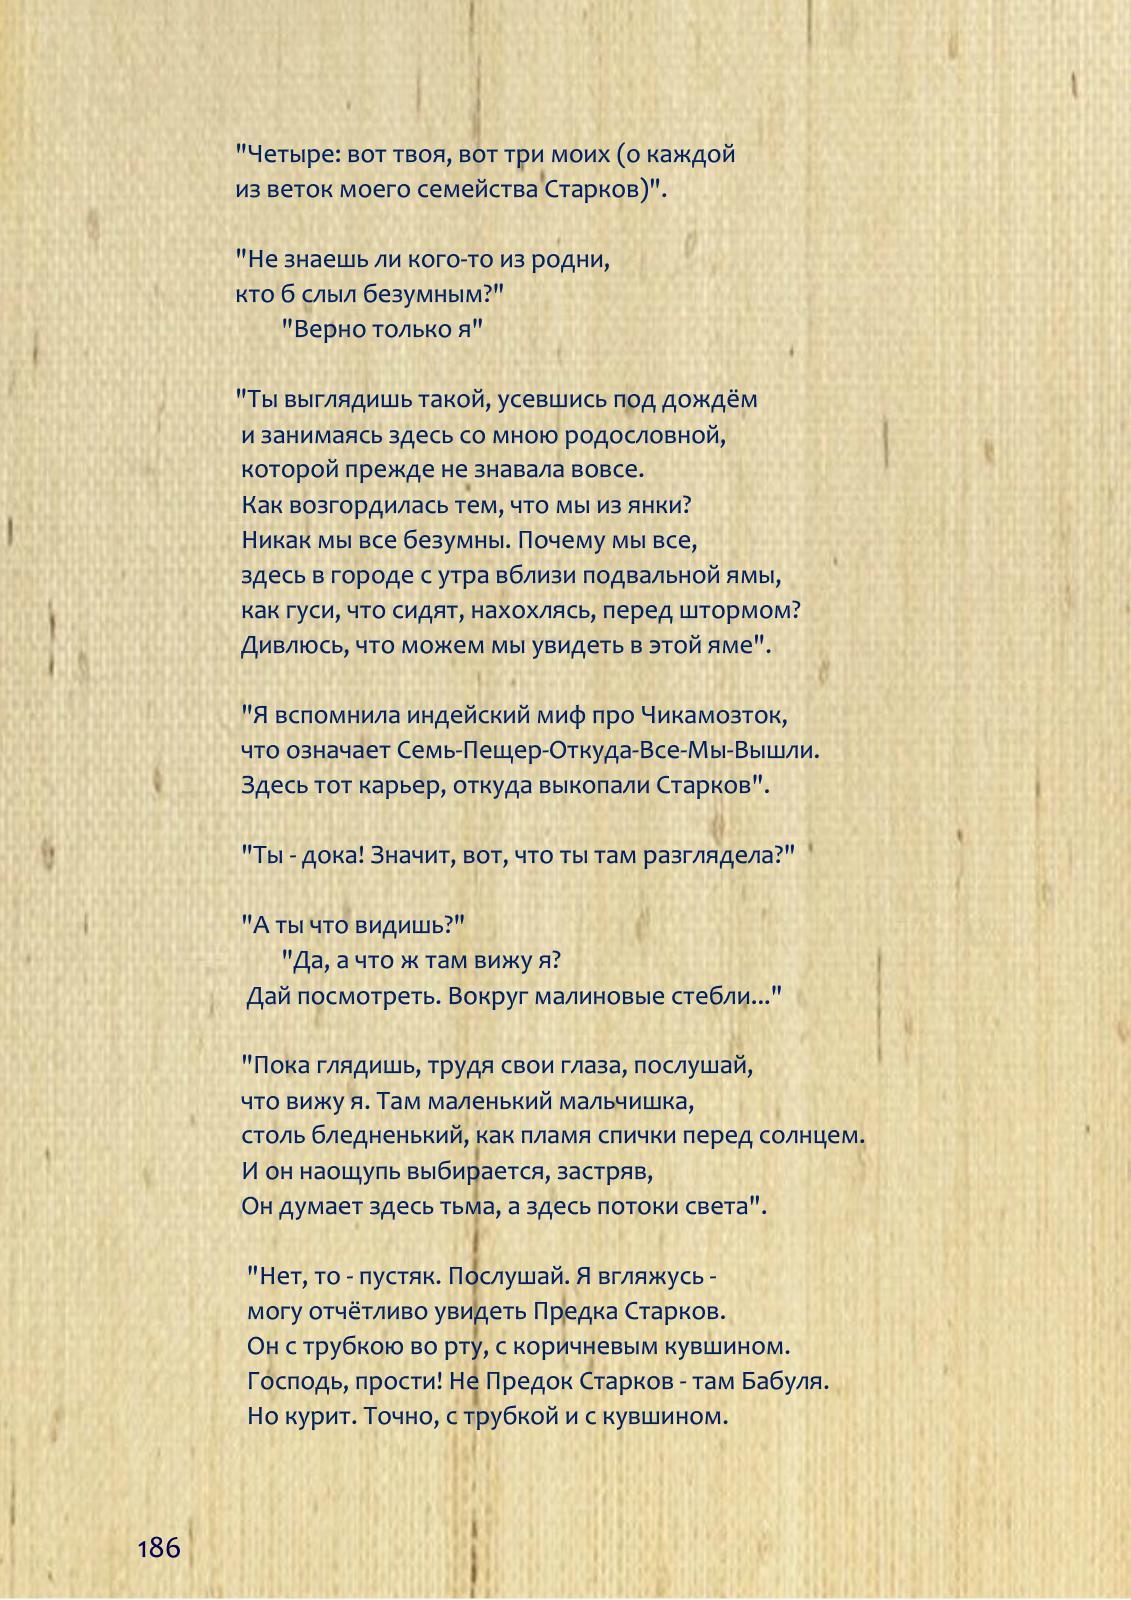 "Четыре: вот твоя, вот три моих (о каждой
из веток моего семейства Старков)".
"Не знаешь ли кого-то из родни,
кто б слыл безумным?"
"Верно только я"
"Ты выглядишь такой, усевшись под дождём
и занимаясь здесь со мною родословной,
которой прежде не знавала вовсе.
Как возгордилась тем, что мы из янки?
Никак мы все безумны. Почему мы все,
здесь в городе с утра вблизи подвальной ямы,
как гуси, что сидят, нахохлясь, перед штормом?
Дивлюсь, что можем мы увидеть в этой яме".
"Я вспомнила индейский миф про Чикамозток,
что означает Семь-Пещер-Откуда-Все-Мы-Вышли.
Здесь тот карьер, откуда выкопали Старков".
"Ты - дока! Значит, вот, что ты там разглядела?"
"А ты что видишь?"
"Да, а что ж там вижу я?
Дай посмотреть. Вокруг малиновые стебли..."
"Пока глядишь, трудя свои глаза, послушай,
что вижу я. Там маленький мальчишка,
столь бледненький, как пламя спички перед солнцем.
И он наощупь выбирается, застряв,
Он думает здесь тьма, а здесь потоки света".
"Нет, то - пустяк. Послушай. Я вгляжусь -
могу отчётливо увидеть Предка Старков.
Он с трубкою во рту, с коричневым кувшином.
Господь, прости! Не Предок Старков - там Бабуля.
Но курит. Точно, с трубкой и с кувшином.
186